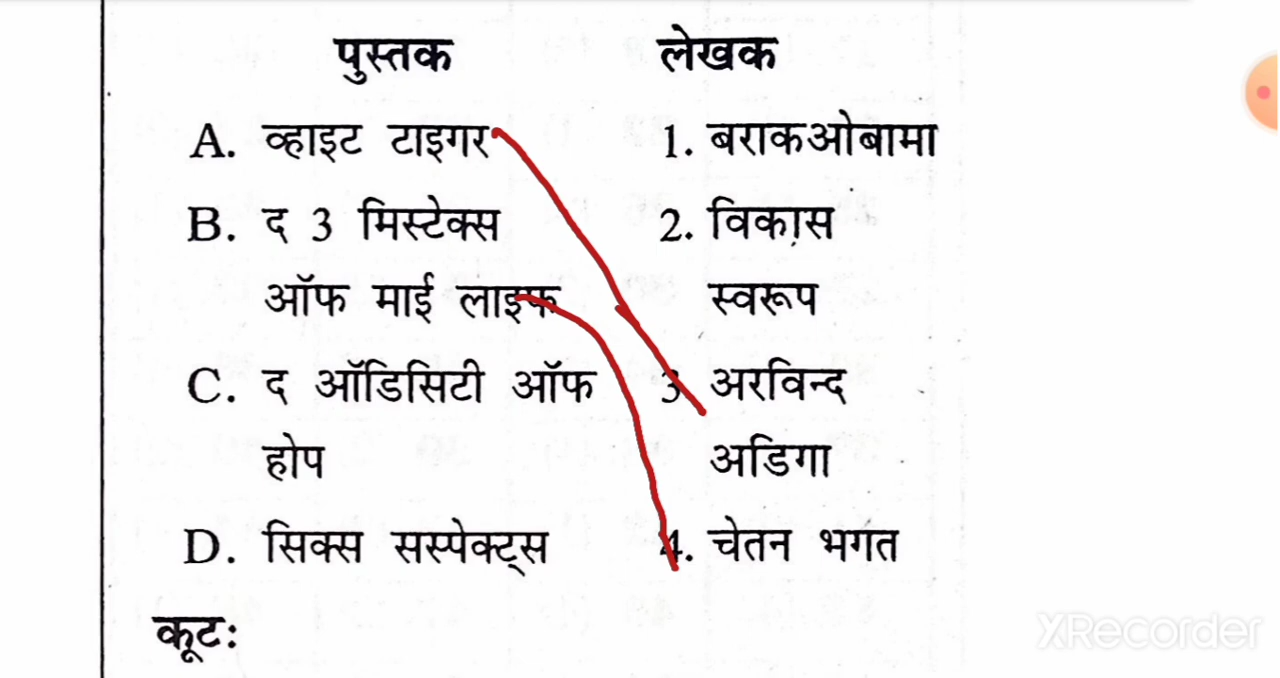 पुस्तक लेखक
A. व्हाइट टाइगर 1. बराकओबामा
B. द 3 मिस्टेक्स 2. विकास
ऑफ माई लाइफ स्वरूप
C. द ऑडिसिटी ऑफ 3. अरविन्द
होप अडिगा
D. सिक्स सस्पेक्ट्स 4. चेतन भगत
कूटः
XRecorder